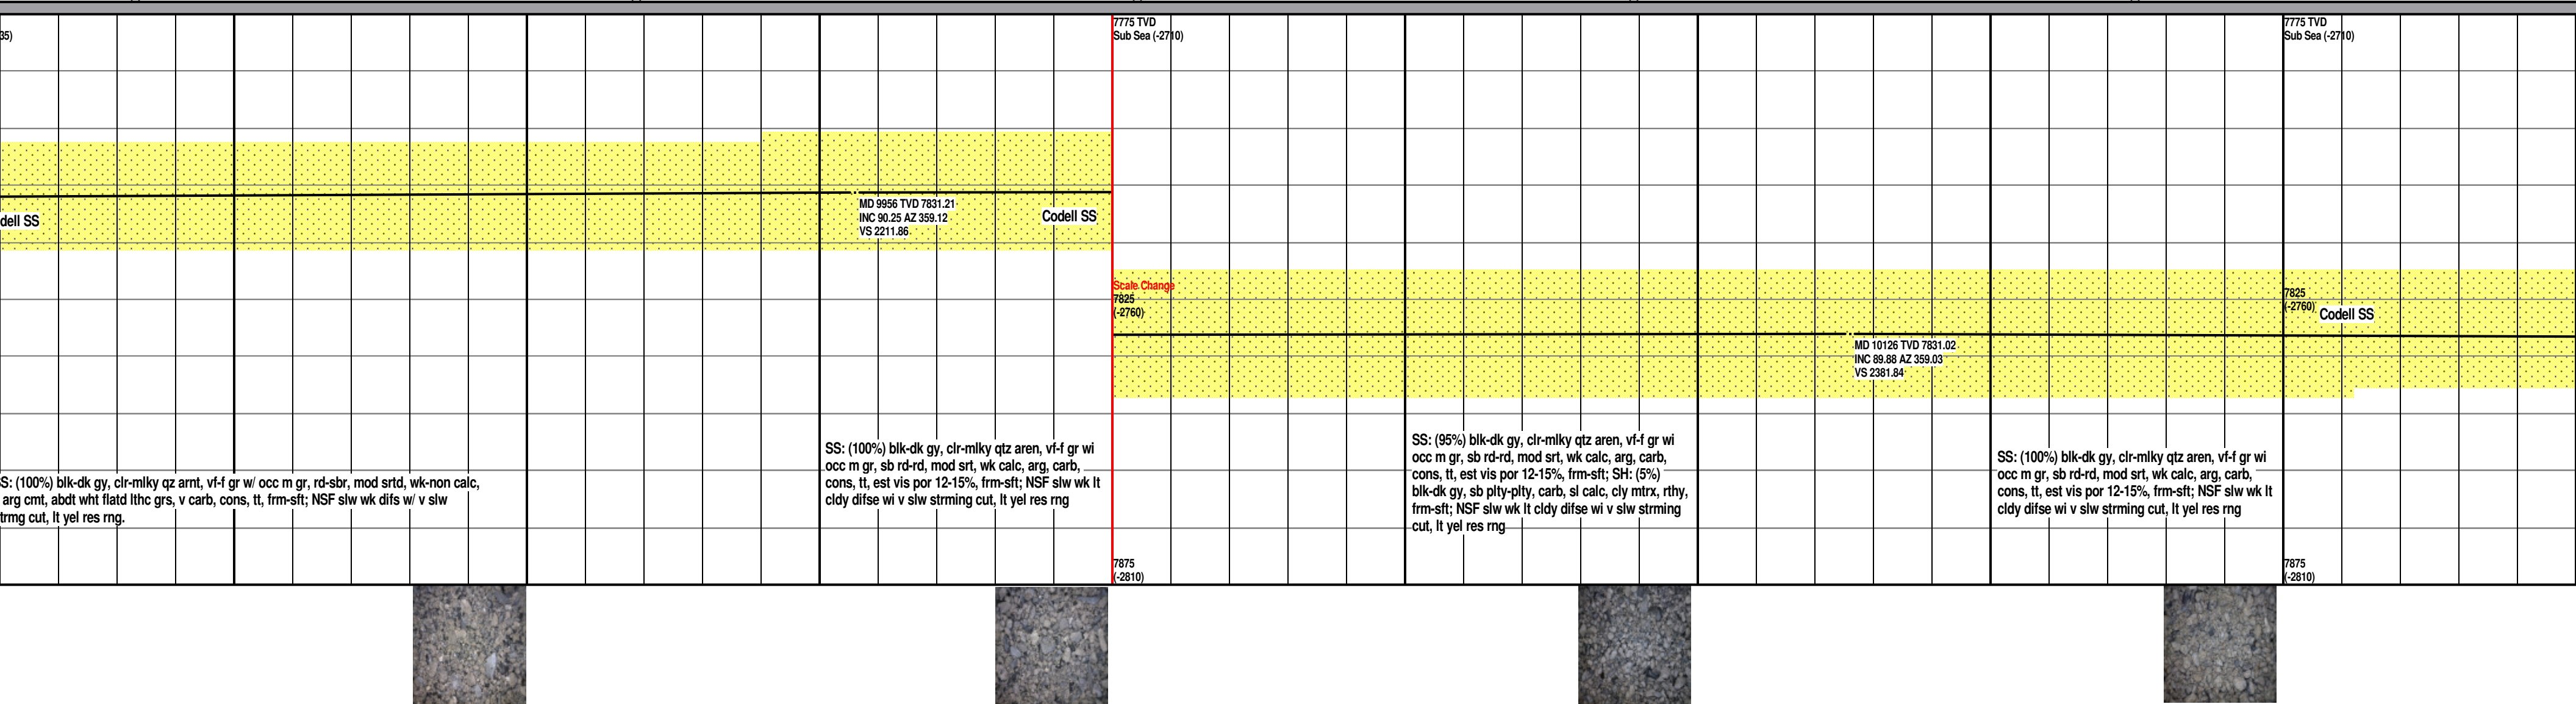 35)
dell SS
S: (100%) blk-dk gy, clr-mlky qz arnt, vf-f gr w/ occ m gr, rd-sbr, mod srtd, wk-non calc,
arg cmt, abdt wht flatd lthc grs, v carb, cons, tt, frm-sft; NSF slw wk difs w/ v slw
trmg cut, lt yel res rng.
MD 9956 TVD 7831.21
INC 90.25 AZ 359.12
VS 2211.86
Codell SS
SS: (100%) blk-dk gy, clr-mlky qtz aren, vf-f gr wi
occ m gr, sb rd-rd, mod srt, wk calc, arg, carb,
cons, tt, est vis por 12-15%, frm-sft; NSF slw wk lt
cldy difse wi v slw strming cut, lt yel res rng
7775 TVD
Sub Sea (-2710)
Scale Change
7825
(-2760)
7875
(-2810)
SS: (95%) blk-dk gy, clr-mlky qtz aren, vf-f gr wi
occ m gr, sb rd-rd, mod srt, wk calc, arg, carb,
cons, tt, est vis por 12-15%, frm-sft; SH: (5%)
blk-dk gy, sb plty-plty, carb, sl calc, cly mtrx, rthy,
frm-sft; NSF slw wk lt cldy difse wi v slw strming
cut, lt yel res rng
MD 10126 TVD 7831.02
INC 89.88 AZ 359.03
VS 2381.84
SS: (100%) blk-dk gy, clr-mlky qtz aren, vf-f gr wi
occ m gr, sb rd-rd, mod srt, wk calc, arg, carb,
cons, tt, est vis por 12-15%, frm-sft; NSF slw wk lt
cldy difse wi v slw strming cut, lt yel res rng
7775 TVD
Sub Sea (-2710)
7825
(-2760)
Codell SS
7875
(-2810)